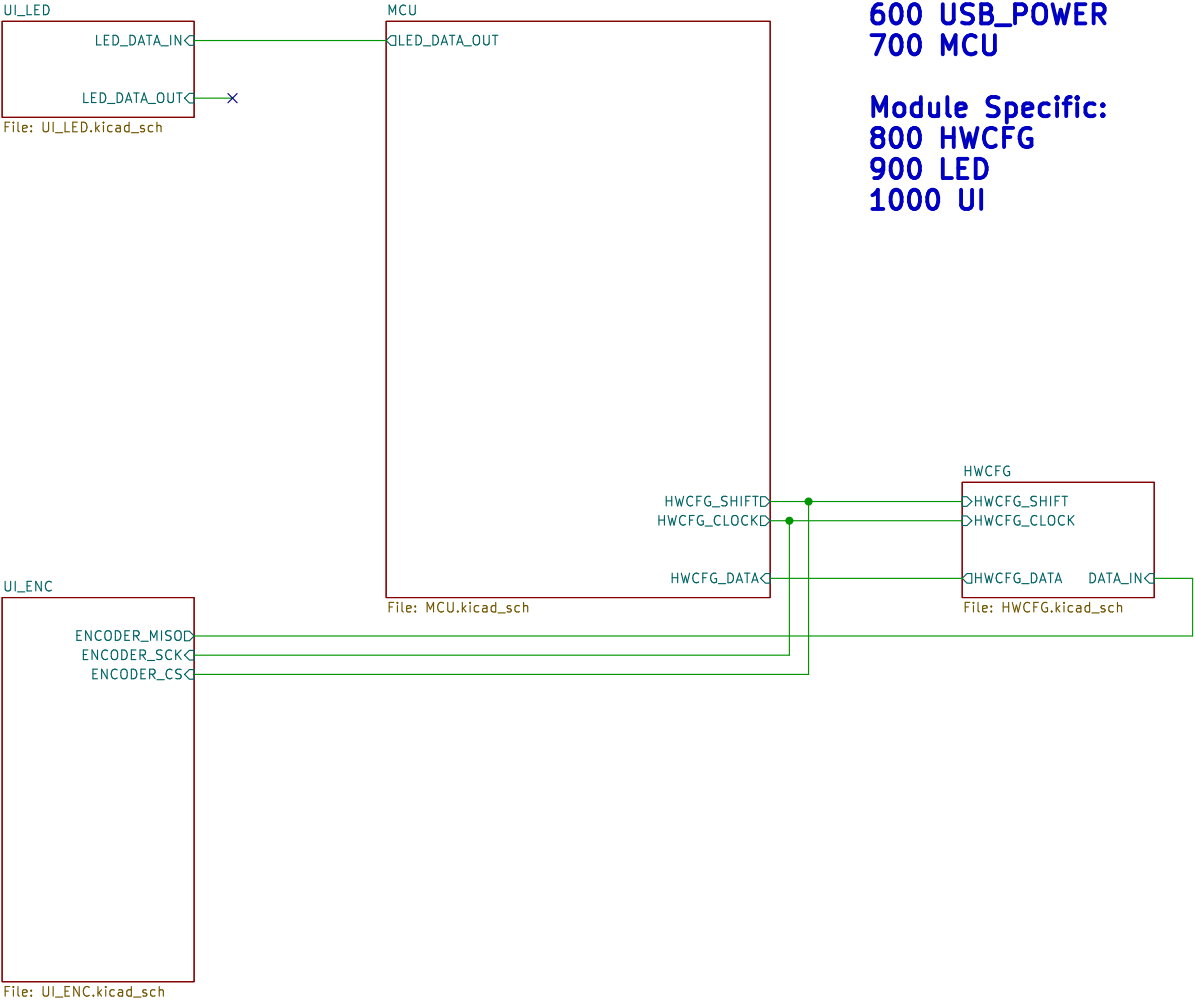 UI_LED
LED_DATA_IN
LED_DATA_OUT
File: UI_LED.kicad_sch
MCU
LED_DATA_OUT
HWCFG_SHIFT
HWCFG_CLOCK
HWCFG_DATA
File: MCU.kicad_sch
600 USB_POWER
700 MCU
Module Specific:
800 HWCFG
900 LED
1000 UI
HWCFG
HWCFG_SHIFT
HWCFG_CLOCK
HWCFG_DATA DATA_IN
File: HWCFG.kicad_sch
UI_ENC
ENCODER_MISO
ENCODER_SCK
ENCODER_CS
File: UI_ENC.kicad_sch